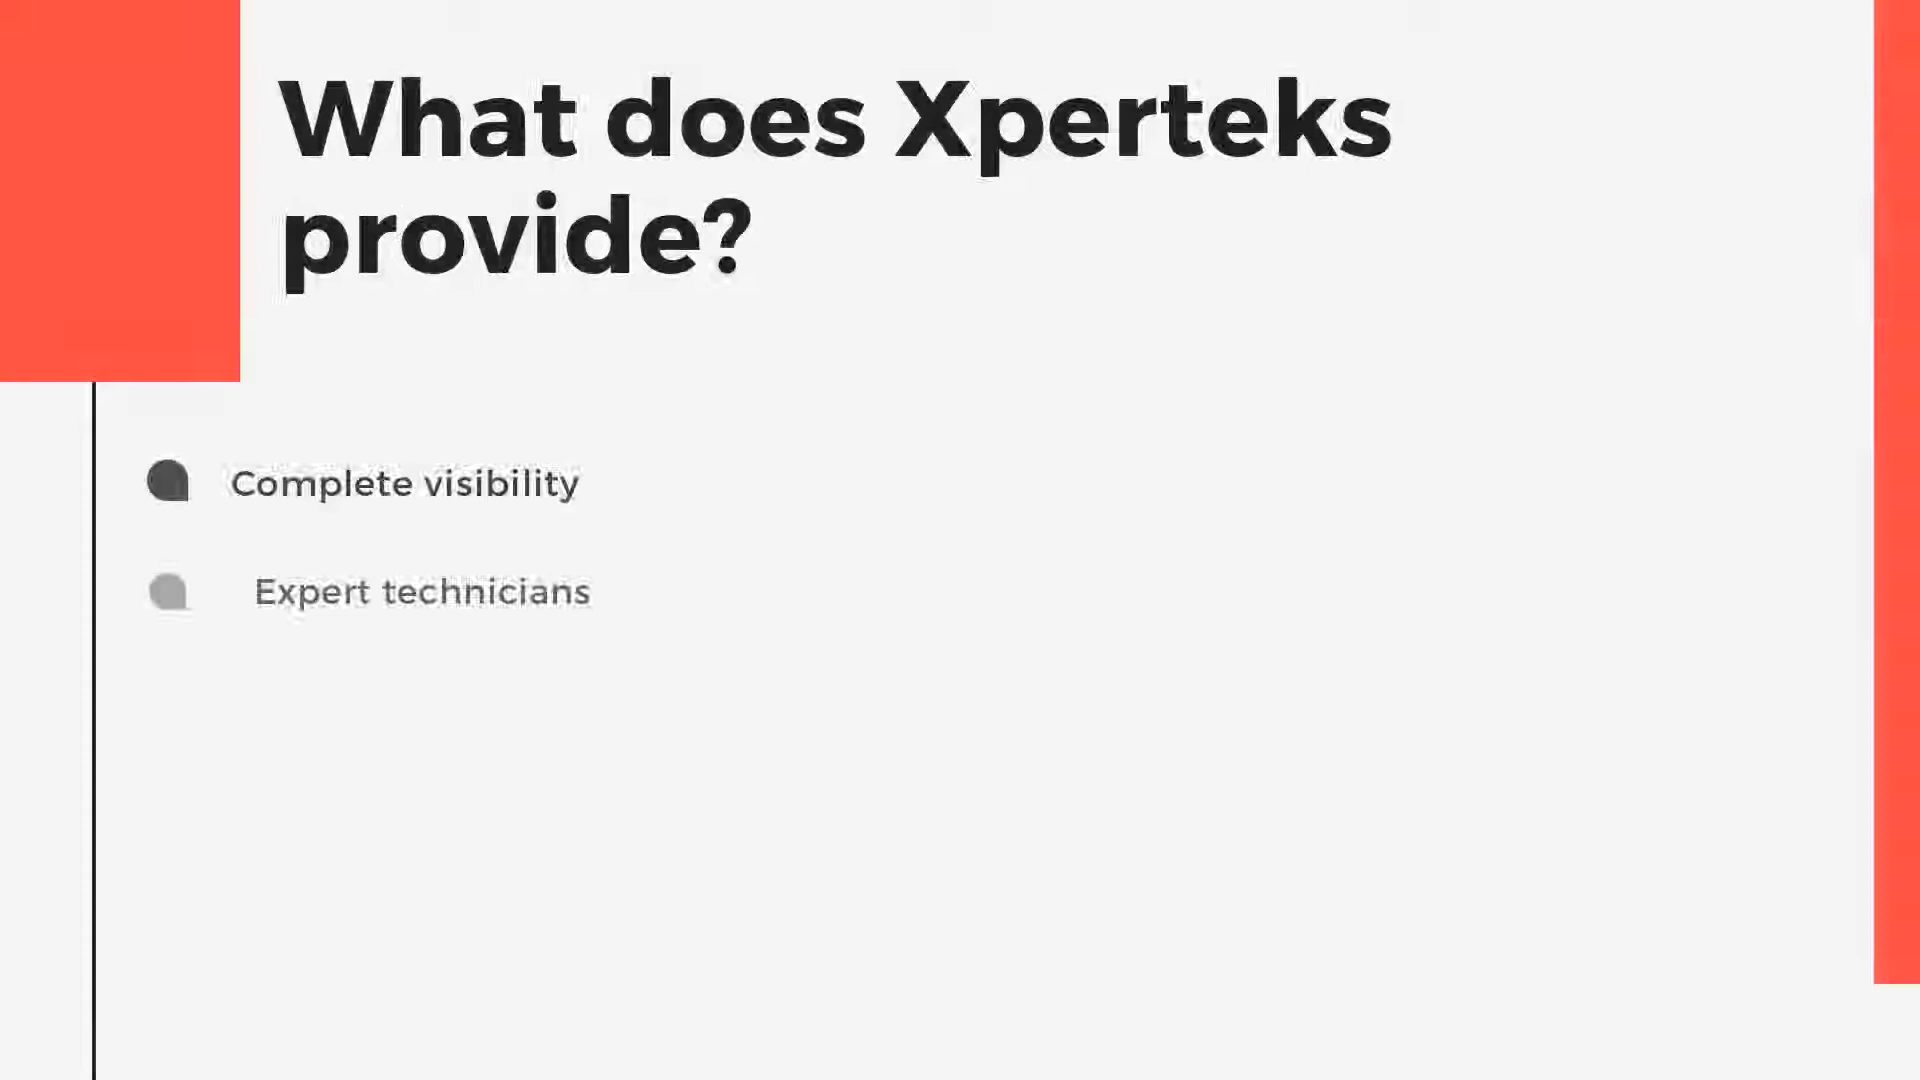 What does Xperteks
provide?
Complete visibility
Expert technicians